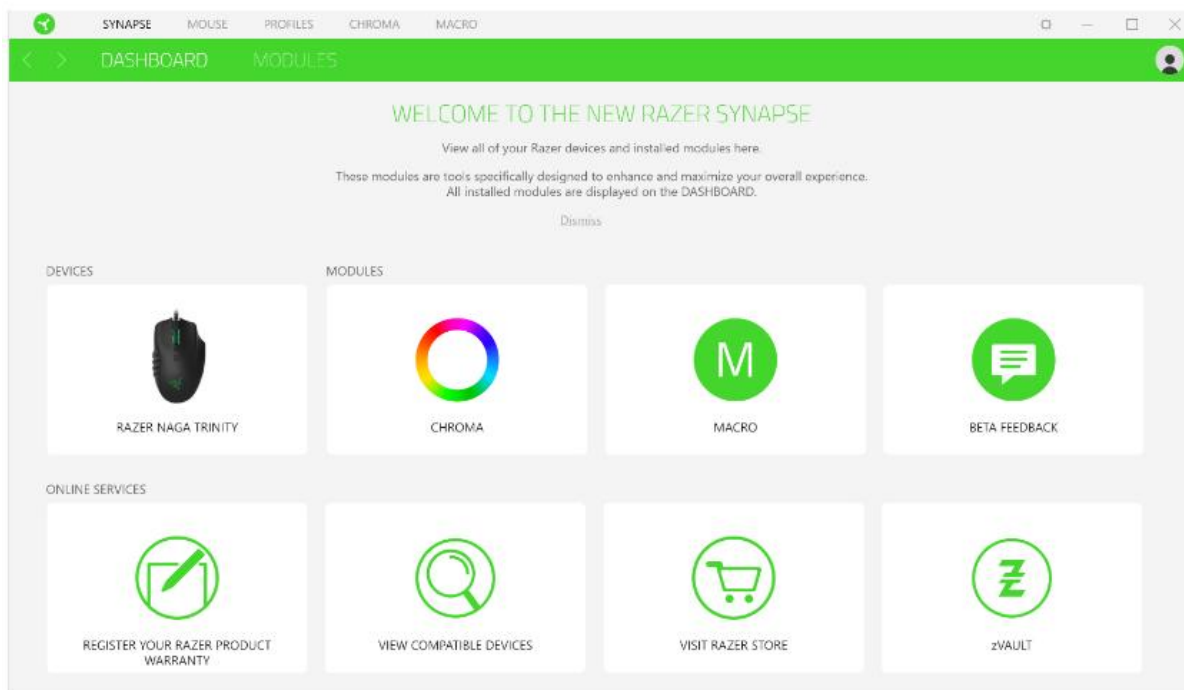 SYNAPSE MOUSE PROFILES CHROMA MACRO
DASHBOARD MODULES
WELCOME TO THE NEW RAZER SYNAPSE
View all of your Razer devices and installed modules here.
These modules are tools specifically designed to enhance and maximize your overall experience.
All installed modules are displayed on the DASHBOARD.
Dismiss
DEVICES MODULES
M
RAZER NAGA TRINITY CHROMA MACRO BETA FEEDBACK
ONLINE SERVICES
REGISTER YOUR RAZER PRODUCT
WARRANTY
VIEW COMPATIBLE DEVICES
VISIT RAZER STORE
zVAULT